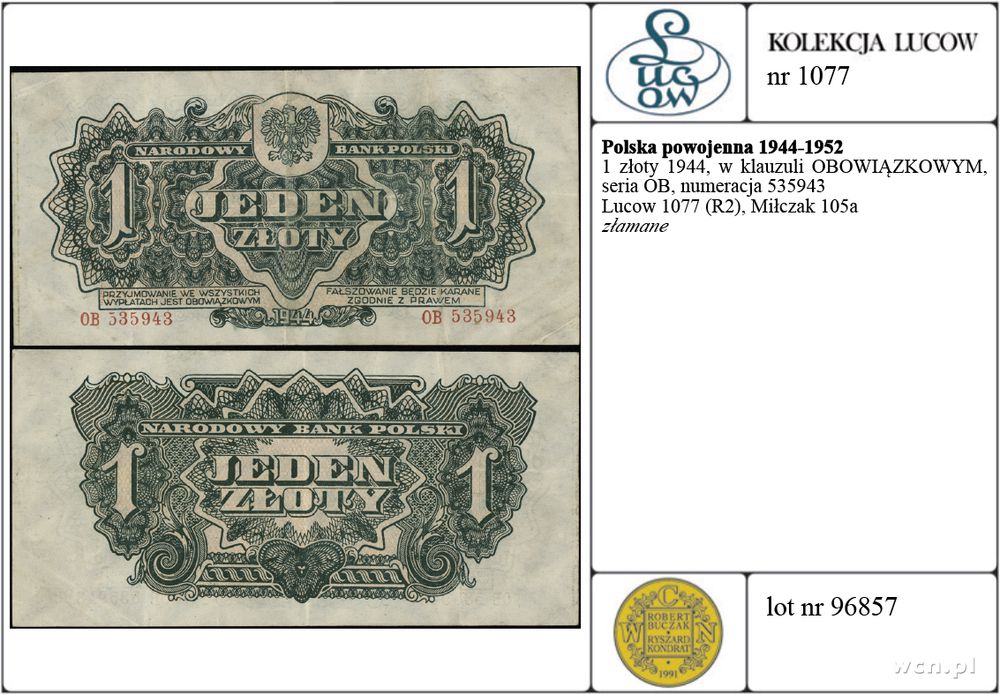 NARODOWY BANK POLSKI
1 JEDEN 1
ZŁOTY
PRZYJMOWANIE WE WSZYSTKICH
WYPŁATACH JEST OBOWIĄZKOWYM
FAŁSZOWANIE BĘDZIE KARANE
ZGODNIE Z PRAWEM
OB 535943
1944
OB 535943
NARODOWY BANK POLSKI
1 JEDEN 1
ZŁOTY
Lucow
KOLEKCJA LUCOW
nr 1077
Polska powojenna 1944-1952
1 złoty 1944, w klauzuli OBOWIĄZKOWYM,
seria OB, numeracja 535943
Lucow 1077 (R2), Miłczak 105a
złamane
W C N
ROBERT
BUCZAK
RYSZARD
KONDRAT
1991
lot nr 96857
wcn.pl